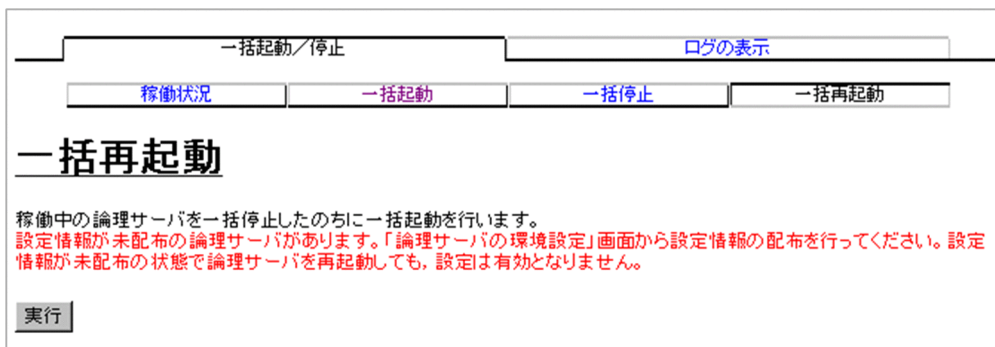 一括起動／停止 ログの表示
稼働状況 一括起動 一括停止 一括再起動
一括再起動
稼働中の論理サーバを一括停止したのちに一括起動を行います。
設定情報が未配布の論理サーバがあります。「論理サーバの環境設定」画面から設定情報の配布を行ってください。設定
情報が未配布の状態で論理サーバを再起動しても，設定は有効となりません。
実行